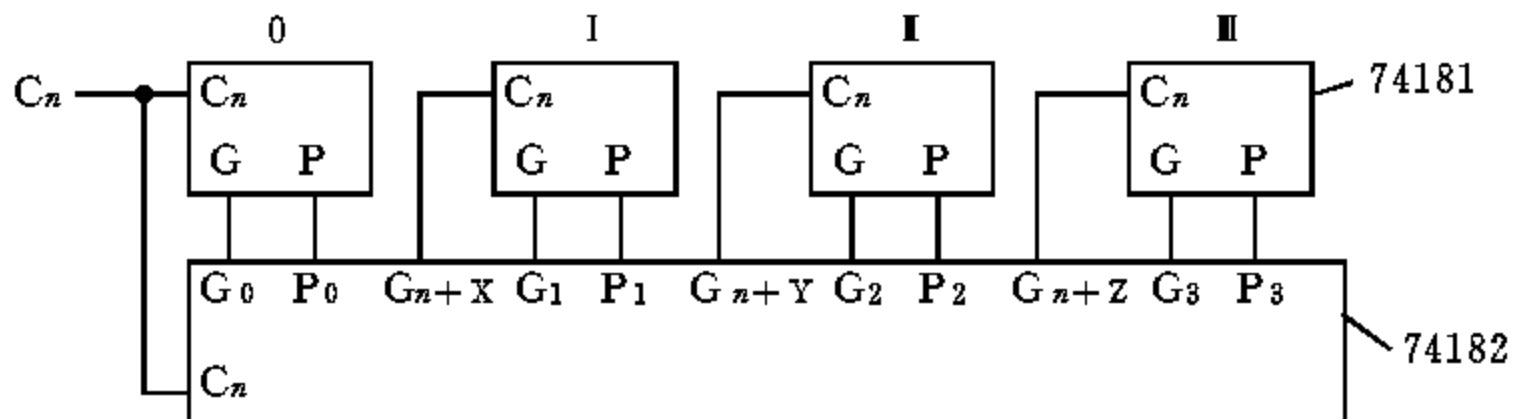 0 I II III
Cn Cn Cn Cn Cn 74181
G P G P G P G P
G0 P0 Gn+X G1 P1 Gn+Y G2 P2 Gn+Z G3 P3
74182
Cn